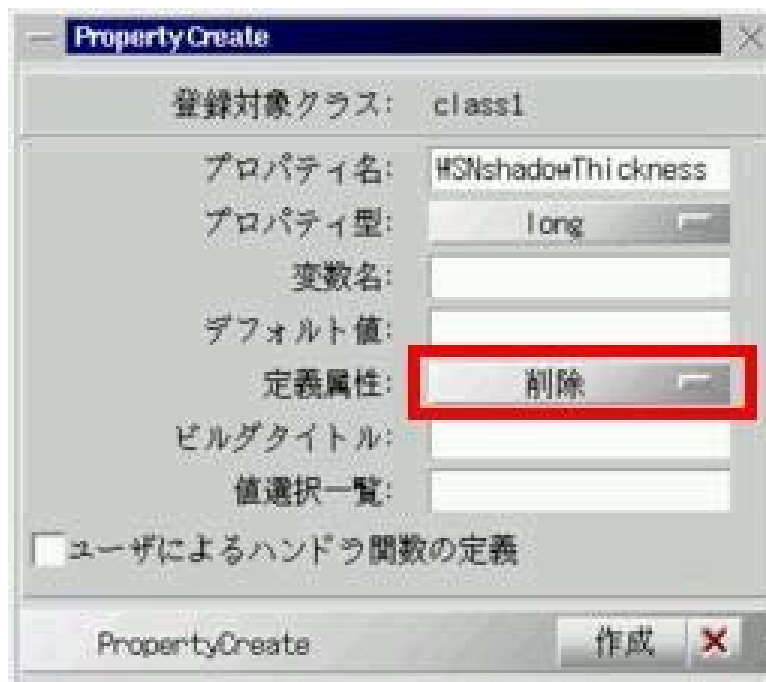 PropertyCreate
登録対象クラス: class1
プロパティ名: WSNshadowThickness
プロパティ型: long
変数名:
デフォルト値:
定義属性: 削除
ビルダタイトル:
値選択一覧:
ユーザによるハンドラ関数の定義
PropertyCreate 作成